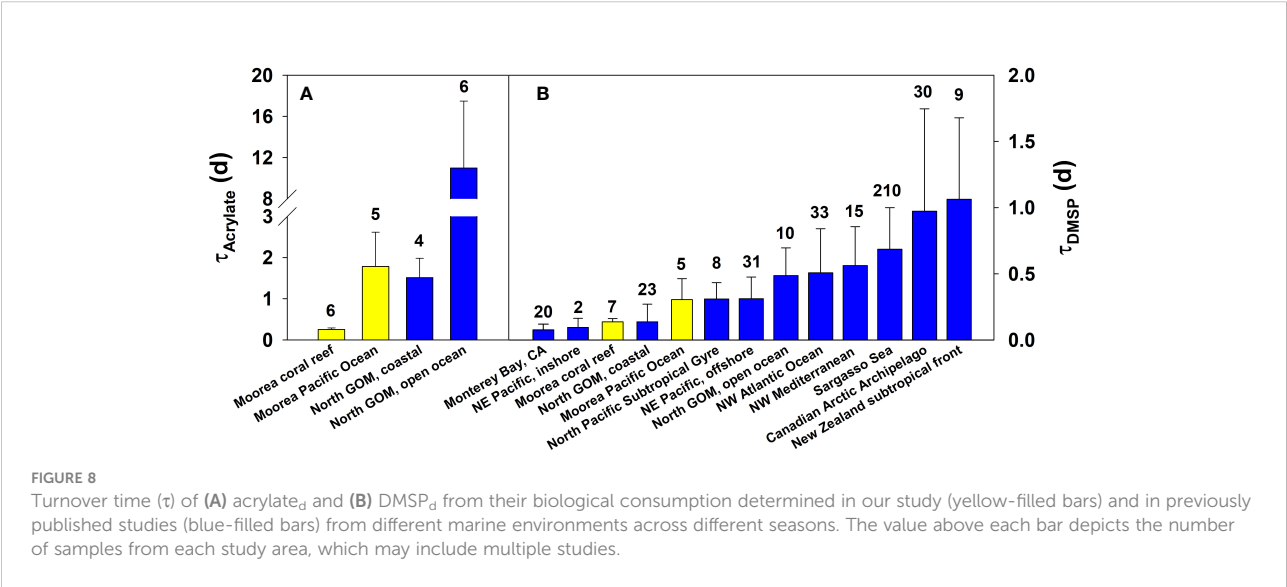 20
16
12
8
3
2
1
0
τAcrylate (d)
A
6
5
4
6
Moorea coral reef
Moorea Pacific Ocean
North GOM, coastal
North GOM, open ocean
B
20
2
7
23
5
8
31
10
33
15
210
30
9
Monterey Bay, CA
NE Pacific, inshore
Moorea coral reef
North GOM, coastal
Moorea Pacific Ocean
North Pacific Subtropical Gyre
NE Pacific, offshore
North GOM, open ocean
NW Atlantic Ocean
NW Mediterranean
Sargasso Sea
Canadian Arctic Archipelago
New Zealand subtropical front
2.0
1.5
1.0
0.5
0.0
τDMSP (d)
FIGURE 8
Turnover time (τ) of (A) acrylated and (B) DMSPd from their biological consumption determined in our study (yellow-filled bars) and in previously
published studies (blue-filled bars) from different marine environments across different seasons. The value above each bar depicts the number
of samples from each study area, which may include multiple studies.